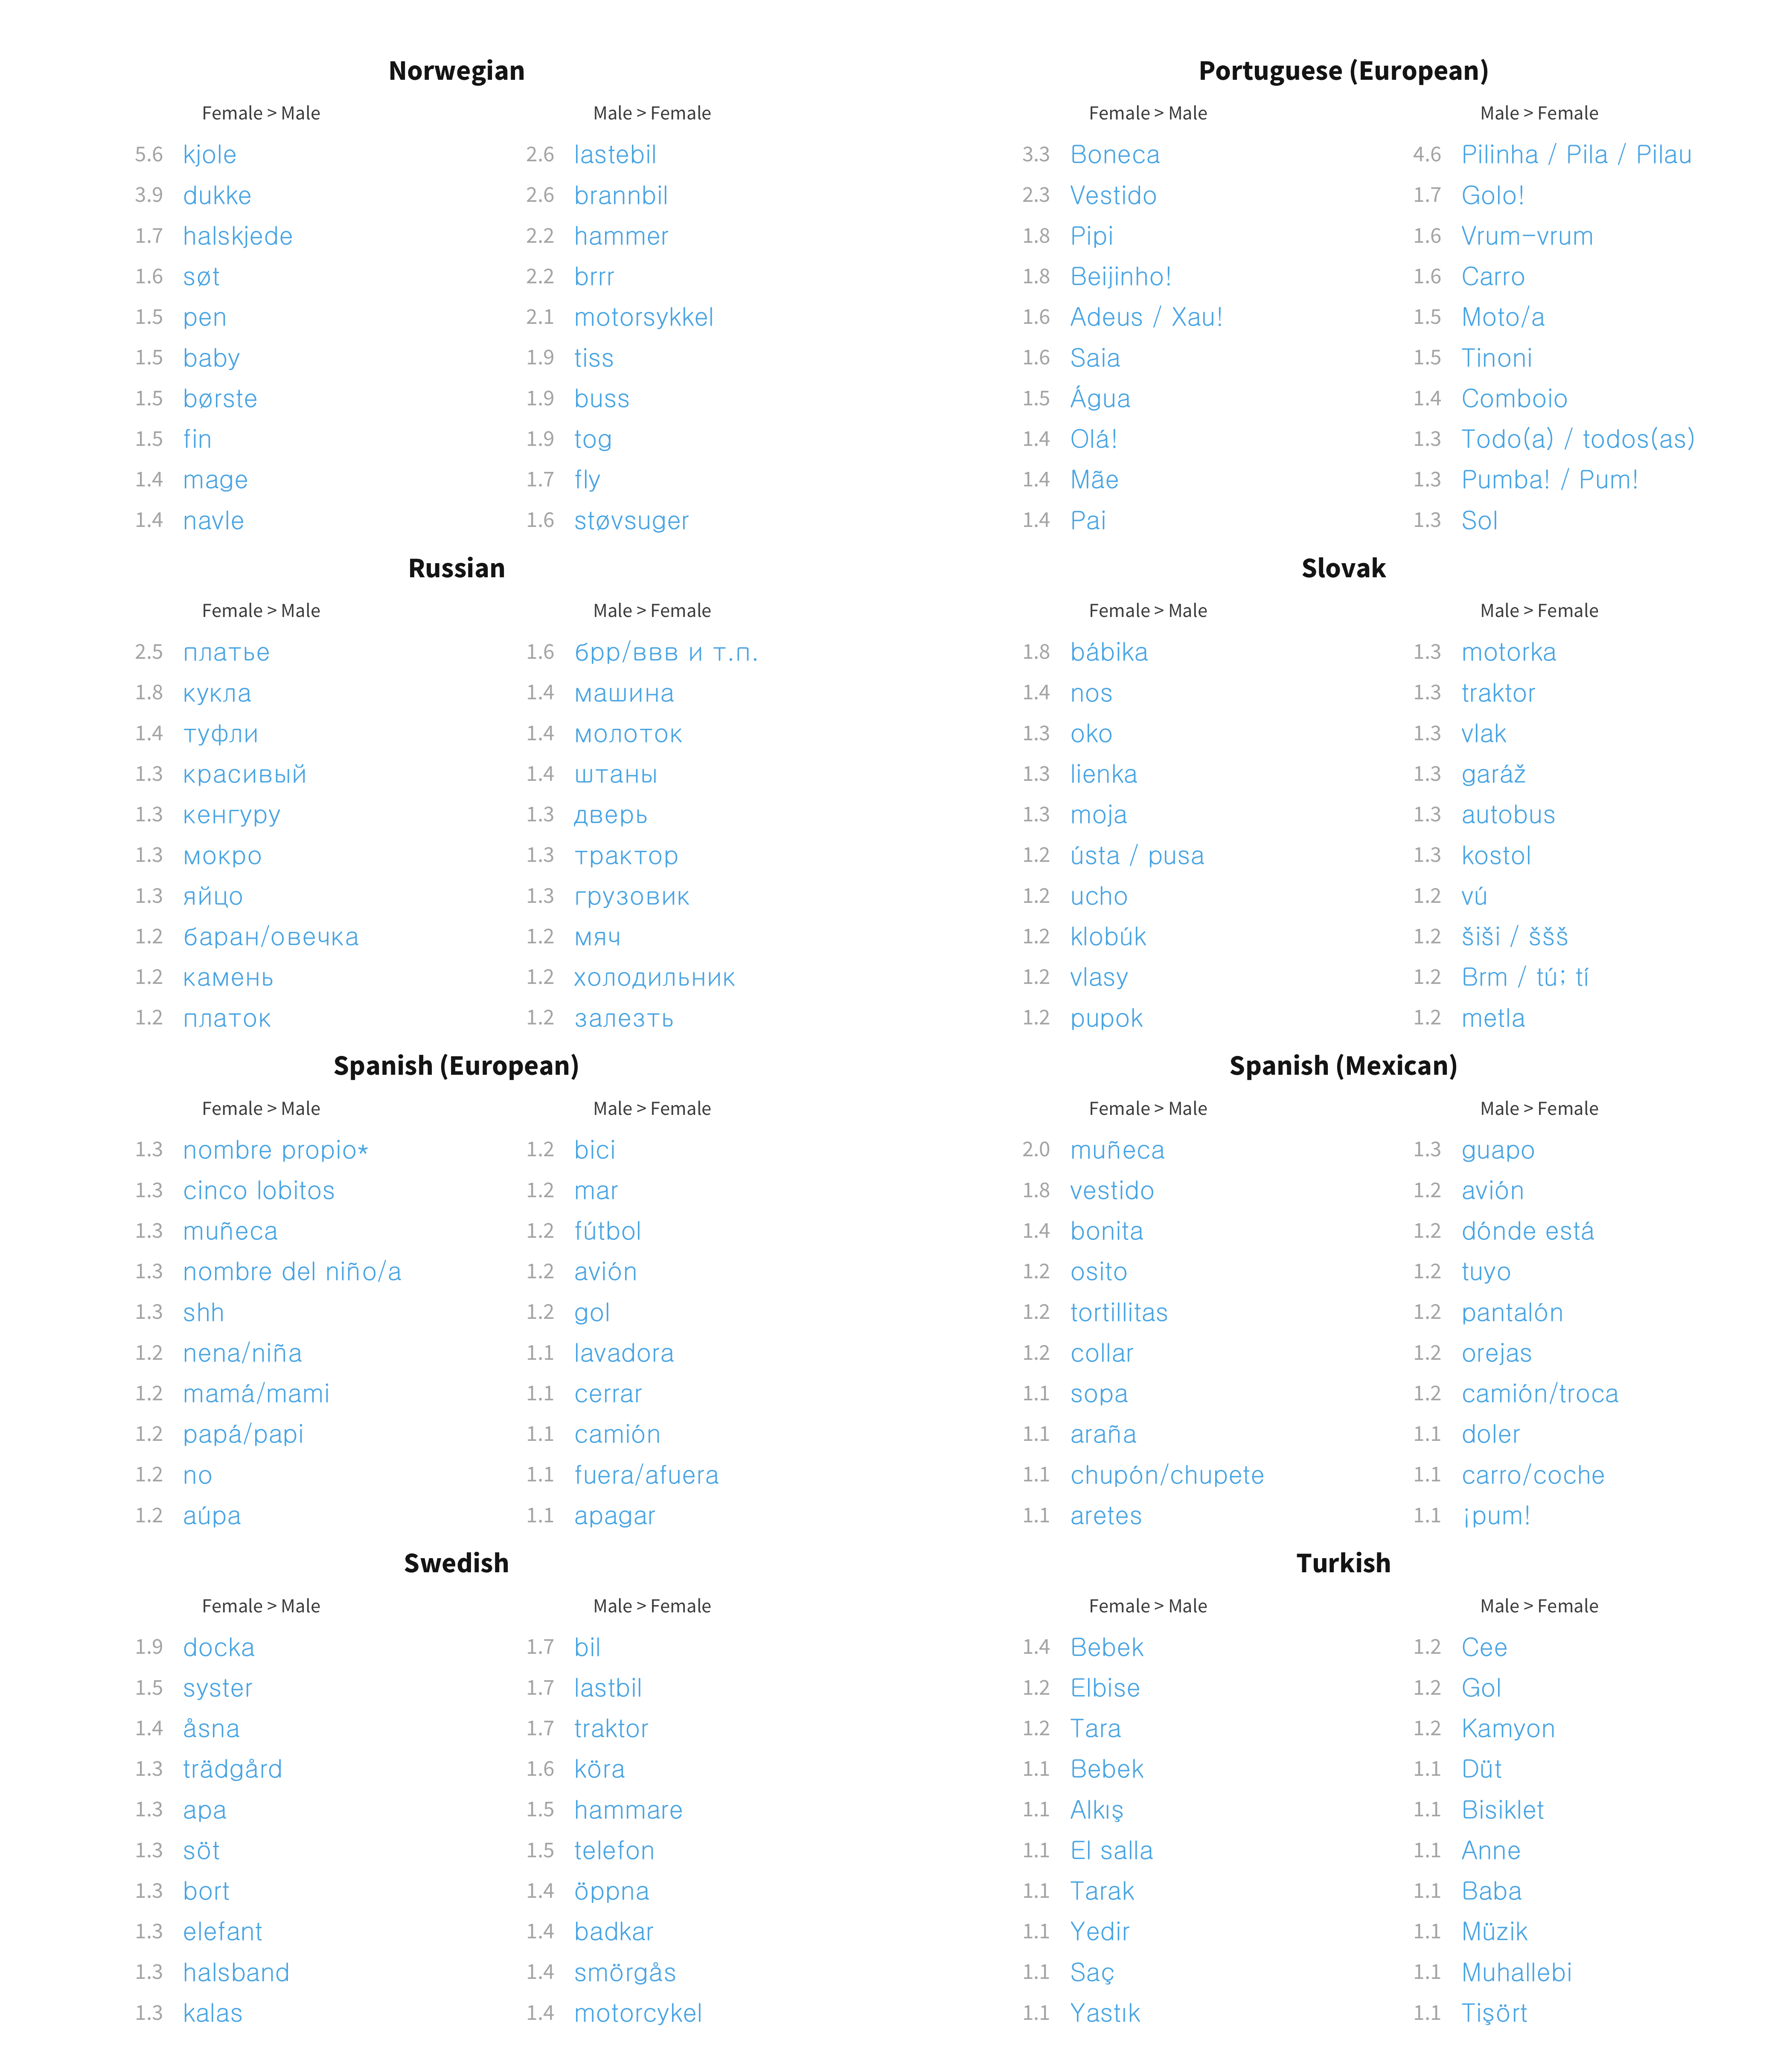 Norwegian
Female > Male
5.6 kjole
3.9 dukke
1.7 halskjede
1.6 søt
1.5 pen
1.5 baby
1.5 børste
1.5 fin
1.4 mage
1.4 navle
Male > Female
2.6 lastebil
2.6 brannbil
2.2 hammer
2.2 brrr
2.1 motorsykkel
1.9 tiss
1.9 buss
1.9 tog
1.7 fly
1.6 støvsuger
Portuguese (European)
Female > Male
3.3 Boneca
2.3 Vestido
1.8 Pipi
1.8 Beijinho!
1.6 Adeus / Xau!
1.6 Saia
1.5 Água
1.4 Olá!
1.4 Mãe
1.4 Pai
Male > Female
4.6 Pilinha / Pila / Pilau
1.7 Golo!
1.6 Vrum-vrum
1.6 Carro
1.5 Moto/a
1.5 Tinoni
1.4 Comboio
1.3 Todo(a) / todos(as)
1.3 Pumba! / Pum!
1.3 Sol
Russian
Female > Male
2.5 платье
1.8 кукла
1.4 туфли
1.3 красивый
1.3 кенгуру
1.3 мокро
1.3 яйцо
1.2 баран/овечка
1.2 камень
1.2 платок
Male > Female
1.6 брр/ввв и т.п.
1.4 машина
1.4 молоток
1.4 штаны
1.3 дверь
1.3 трактор
1.3 грузовик
1.2 мяч
1.2 холодильник
1.2 залезть
Slovak
Female > Male
1.8 bábika
1.4 nos
1.3 oko
1.3 lienka
1.3 moja
1.2 ústa / pusa
1.2 ucho
1.2 klobúk
1.2 vlasy
1.2 pupok
Male > Female
1.3 motorka
1.3 traktor
1.3 vlak
1.3 garáž
1.3 autobus
1.3 kostol
1.2 vú
1.2 šiši / ššš
1.2 Brm / tú; tí
1.2 metla
Spanish (European)
Female > Male
1.3 nombre propio*
1.3 cinco lobitos
1.3 muñeca
1.3 nombre del niño/a
1.3 shh
1.2 nena/niña
1.2 mamá/mami
1.2 papá/papi
1.2 no
1.2 aúpa
Male > Female
1.2 bici
1.2 mar
1.2 fútbol
1.2 avión
1.2 gol
1.1 lavadora
1.1 cerrar
1.1 camión
1.1 fuera/afuera
1.1 apagar
Spanish (Mexican)
Female > Male
2.0 muñeca
1.8 vestido
1.4 bonita
1.2 osito
1.2 tortillitas
1.2 collar
1.1 sopa
1.1 araña
1.1 chupón/chupete
1.1 aretes
Male > Female
1.3 guapo
1.2 avión
1.2 dónde está
1.2 tuyo
1.2 pantalón
1.2 orejas
1.2 camión/troca
1.1 doler
1.1 carro/coche
1.1 ¡pum!
Swedish
Female > Male
1.9 docka
1.5 syster
1.4 åsna
1.3 trädgård
1.3 apa
1.3 söt
1.3 bort
1.3 elefant
1.3 halsband
1.3 kalas
Male > Female
1.7 bil
1.7 lastbil
1.7 traktor
1.6 köra
1.5 hammare
1.5 telefon
1.4 öppna
1.4 badkar
1.4 smörgås
1.4 motorcykel
Turkish
Female > Male
1.4 Bebek
1.2 Elbise
1.2 Tara
1.1 Bebek
1.1 Alkış
1.1 El salla
1.1 Tarak
1.1 Yedir
1.1 Saç
1.1 Yastık
Male > Female
1.2 Cee
1.2 Gol
1.2 Kamyon
1.1 Düt
1.1 Bisiklet
1.1 Anne
1.1 Baba
1.1 Müzik
1.1 Muhallebi
1.1 Tişört